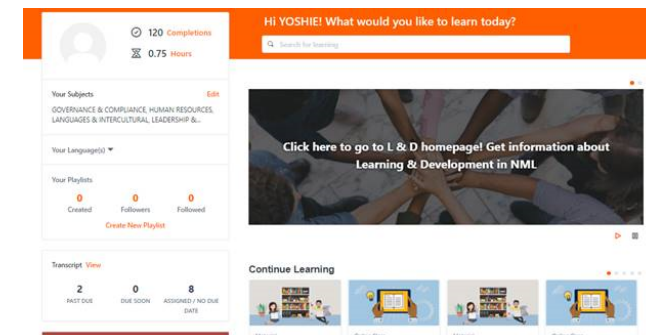 120 Completions
0.75 Hours
Hi YOSHIE! What would you like to learn today?
Search for learning
Your Subjects
Edit
GOVERNANCE & COMPLIANCE, HUMAN RESOURCES,
LANGUAGES & INTERCULTURAL, LEADERSHIP &...
Your Language(s)
Your Playlists
0
0
0
Created
Followers
Followed
Create New Playlist
Click here to go to L & D homepage! Get information about
Learning & Development in NML
Transcript View
2
0
8
PAST DUE
DUE SOON
ASSIGNED / NO DUE
DATE
Continue Learning